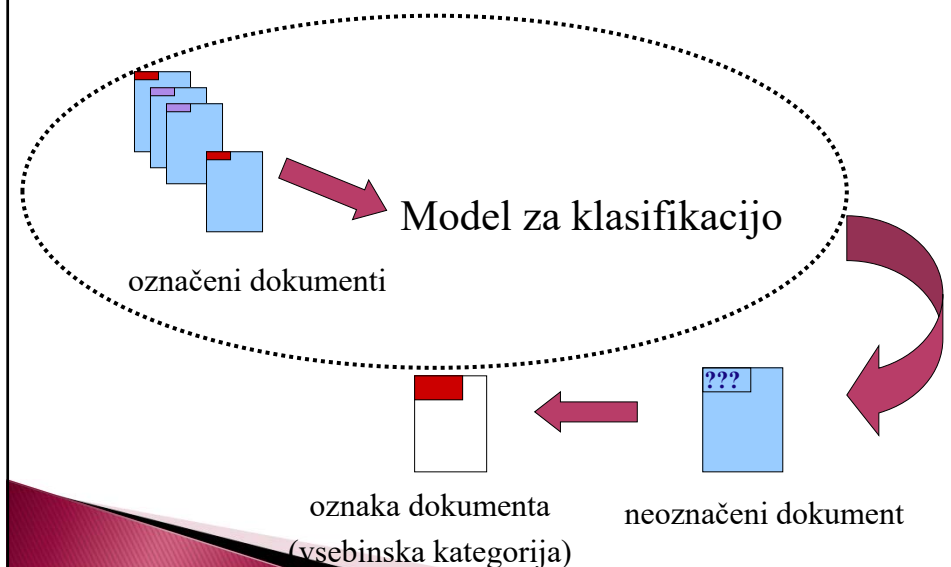 Model za klasifikacijo
označeni dokumenti
???
oznaka dokumenta
(vsebinska kategorija)
neoznačeni dokument